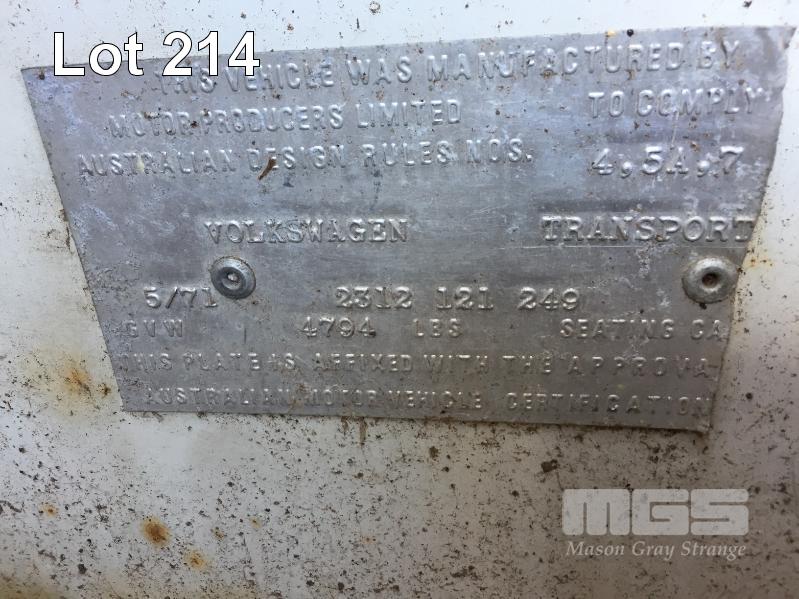 Lot 214
THIS VEHICLE WAS MANUFACTURED BY
MOTOR PRODUCERS LIMITED TO COMPLY
AUSTRALIAN DESIGN RULES NOS. 4,5A,7
VOLKSWAGEN TRANSPORT
5/71 2312 121 249
GVW 4794 LBS SEATING CA
THIS PLATE IS AFFIXED WITH THE APPROVA
AUSTRALIAN MOTOR VEHICLE CERTIFICATION
MGS
Mason Gray Strange